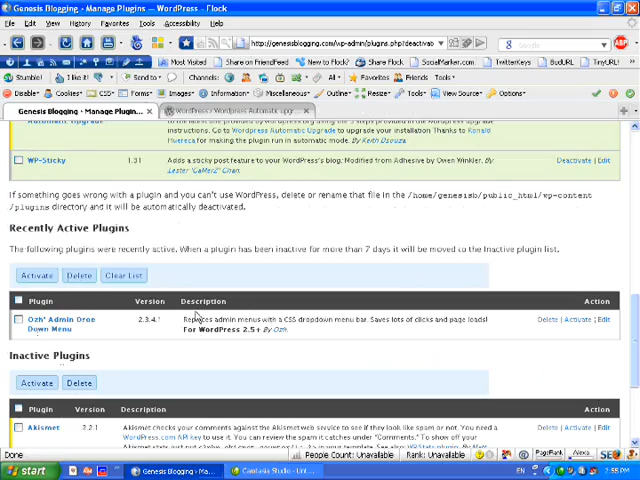 Genesis Blogging › Manage Plugins — WordPress - Flock
File Edit View History Favorites Tools Accessibility Help
http://genesisblogging.com/wp-admin/plugins.php?deactivat
Google
Most Visited Share on FriendFeed New to Flock? Share SocialMarker.com TwitterKeys BudURL TinyURL!
Stumble! I like it! Send to Channels: All Favorites Friends Tools
Disable Cookies CSS Forms Images Information Miscellaneous Outline Resize Tools View Source Options
Genesis Blogging › Manage Plugin... WordPress › Wordpress Automatic upgr...
Automatic Upgrade
instructions. Go to Wordpress Automatic Upgrade to upgrade your installation Thanks to Ronald
Huereca for making the plugin run in automatic mode. By Keith Dsouza.
WP-Sticky 1.31 Adds a sticky post feature to your WordPress's blog. Modified from Adhesive by Owen Winkler. By Deactivate | Edit
Lester 'GaMerZ' Chan.
If something goes wrong with a plugin and you can't use WordPress, delete or rename that file in the /home/genesisb/public_html/wp-content
/plugins directory and it will be automatically deactivated.
Recently Active Plugins
The following plugins were recently active. When a plugin has been inactive for more than 7 days it will be moved to the Inactive plugin list.
Activate Delete Clear List
Plugin Version Description Action
Ozh' Admin Drop 2.3.4.1 Replaces admin menus with a CSS dropdown menu bar. Saves lots of clicks and page loads! Delete | Activate | Edit
Down Menu For WordPress 2.5+ By Ozh.
Inactive Plugins
Activate Delete
Plugin Version Description Action
Akismet 2.2.1 Akismet checks your comments against the Akismet web service to see if they look like spam or not. You need a Delete | Activate | Edit
WordPress.com API key to use it. You can review the spam it catches under "Comments." To show off your
Done People Count: Unavailable Rank: Unavailable PageRank Alexa SEO
start Genesis Blogging › Ma... Camtasia Studio - Unt... EN 2:55 PM